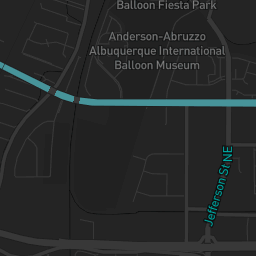 Balloon Fiesta Park
Anderson-Abruzzo
Albuquerque International
Balloon Museum
Jefferson St NE